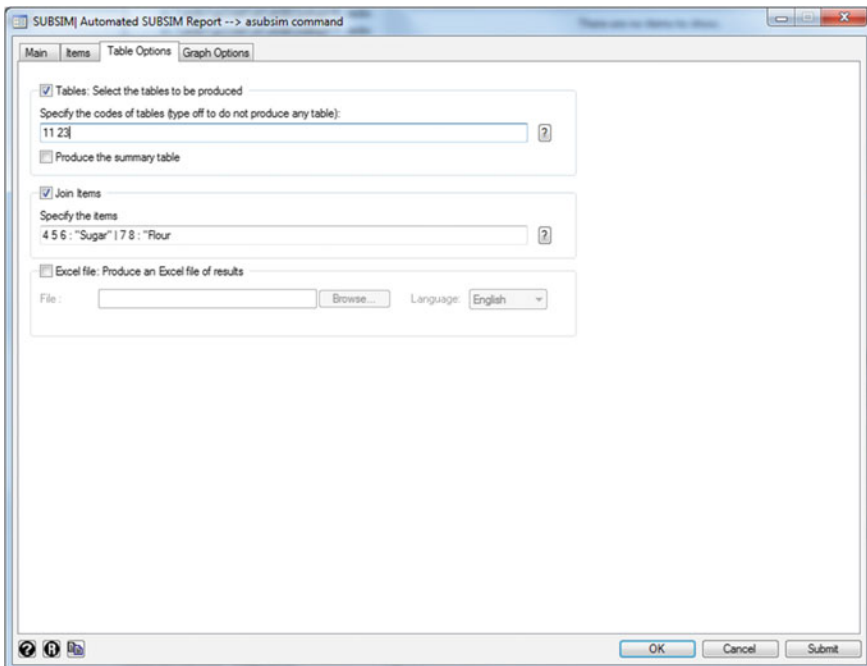 SUBSIM| Automated SUBSIM Report --> asubsim command
Main Items Table Options Graph Options
Tables: Select the tables to be produced
Specify the codes of tables (type off to do not produce any table):
11 23
?
Produce the summary table
Join Items
Specify the items
4 5 6 : "Sugar" | 7 8 : "Flour
?
Excel file: Produce an Excel file of results
File : Browse... Language: English
? R OK Cancel Submit